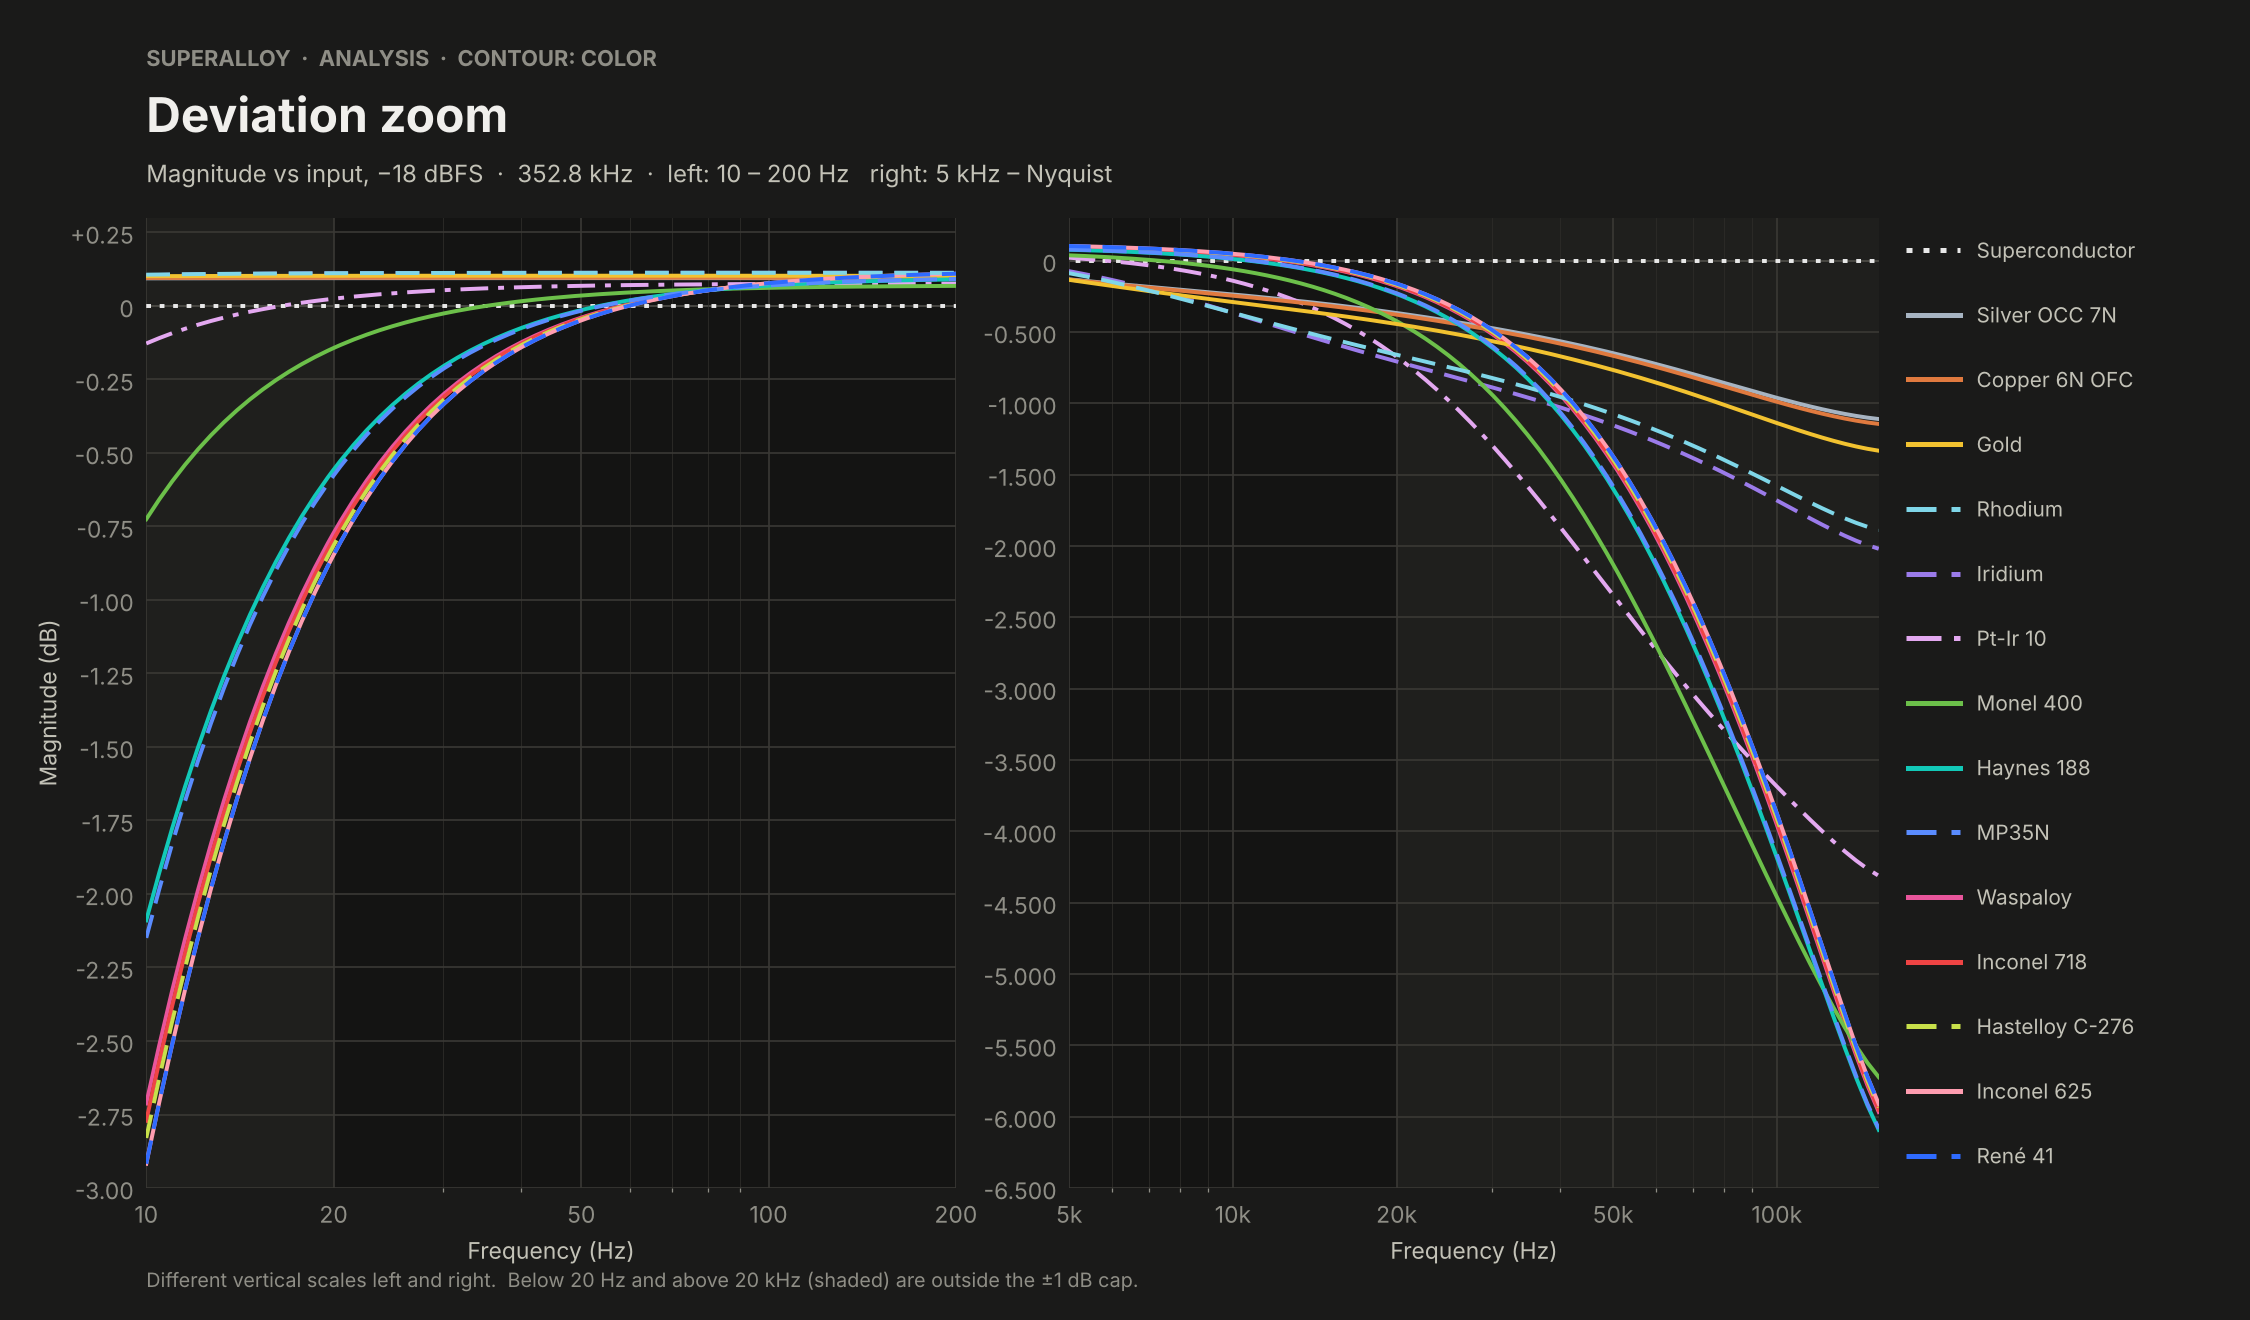 SUPERALLOY · ANALYSIS · CONTOUR: COLOR
Deviation zoom
Magnitude vs input, −18 dBFS · 352.8 kHz · left: 10 – 200 Hz right: 5 kHz – Nyquist
Magnitude (dB)
+0.25
0
-0.25
-0.50
-0.75
-1.00
-1.25
-1.50
-1.75
-2.00
-2.25
-2.50
-2.75
-3.00
10
20
50
100
200
Frequency (Hz)
0
-0.500
-1.000
-1.500
-2.000
-2.500
-3.000
-3.500
-4.000
-4.500
-5.000
-5.500
-6.000
-6.500
5k
10k
20k
50k
100k
Frequency (Hz)
Superconductor
Silver OCC 7N
Copper 6N OFC
Gold
Rhodium
Iridium
Pt-Ir 10
Monel 400
Haynes 188
MP35N
Waspaloy
Inconel 718
Hastelloy C-276
Inconel 625
René 41
Different vertical scales left and right. Below 20 Hz and above 20 kHz (shaded) are outside the ±1 dB cap.